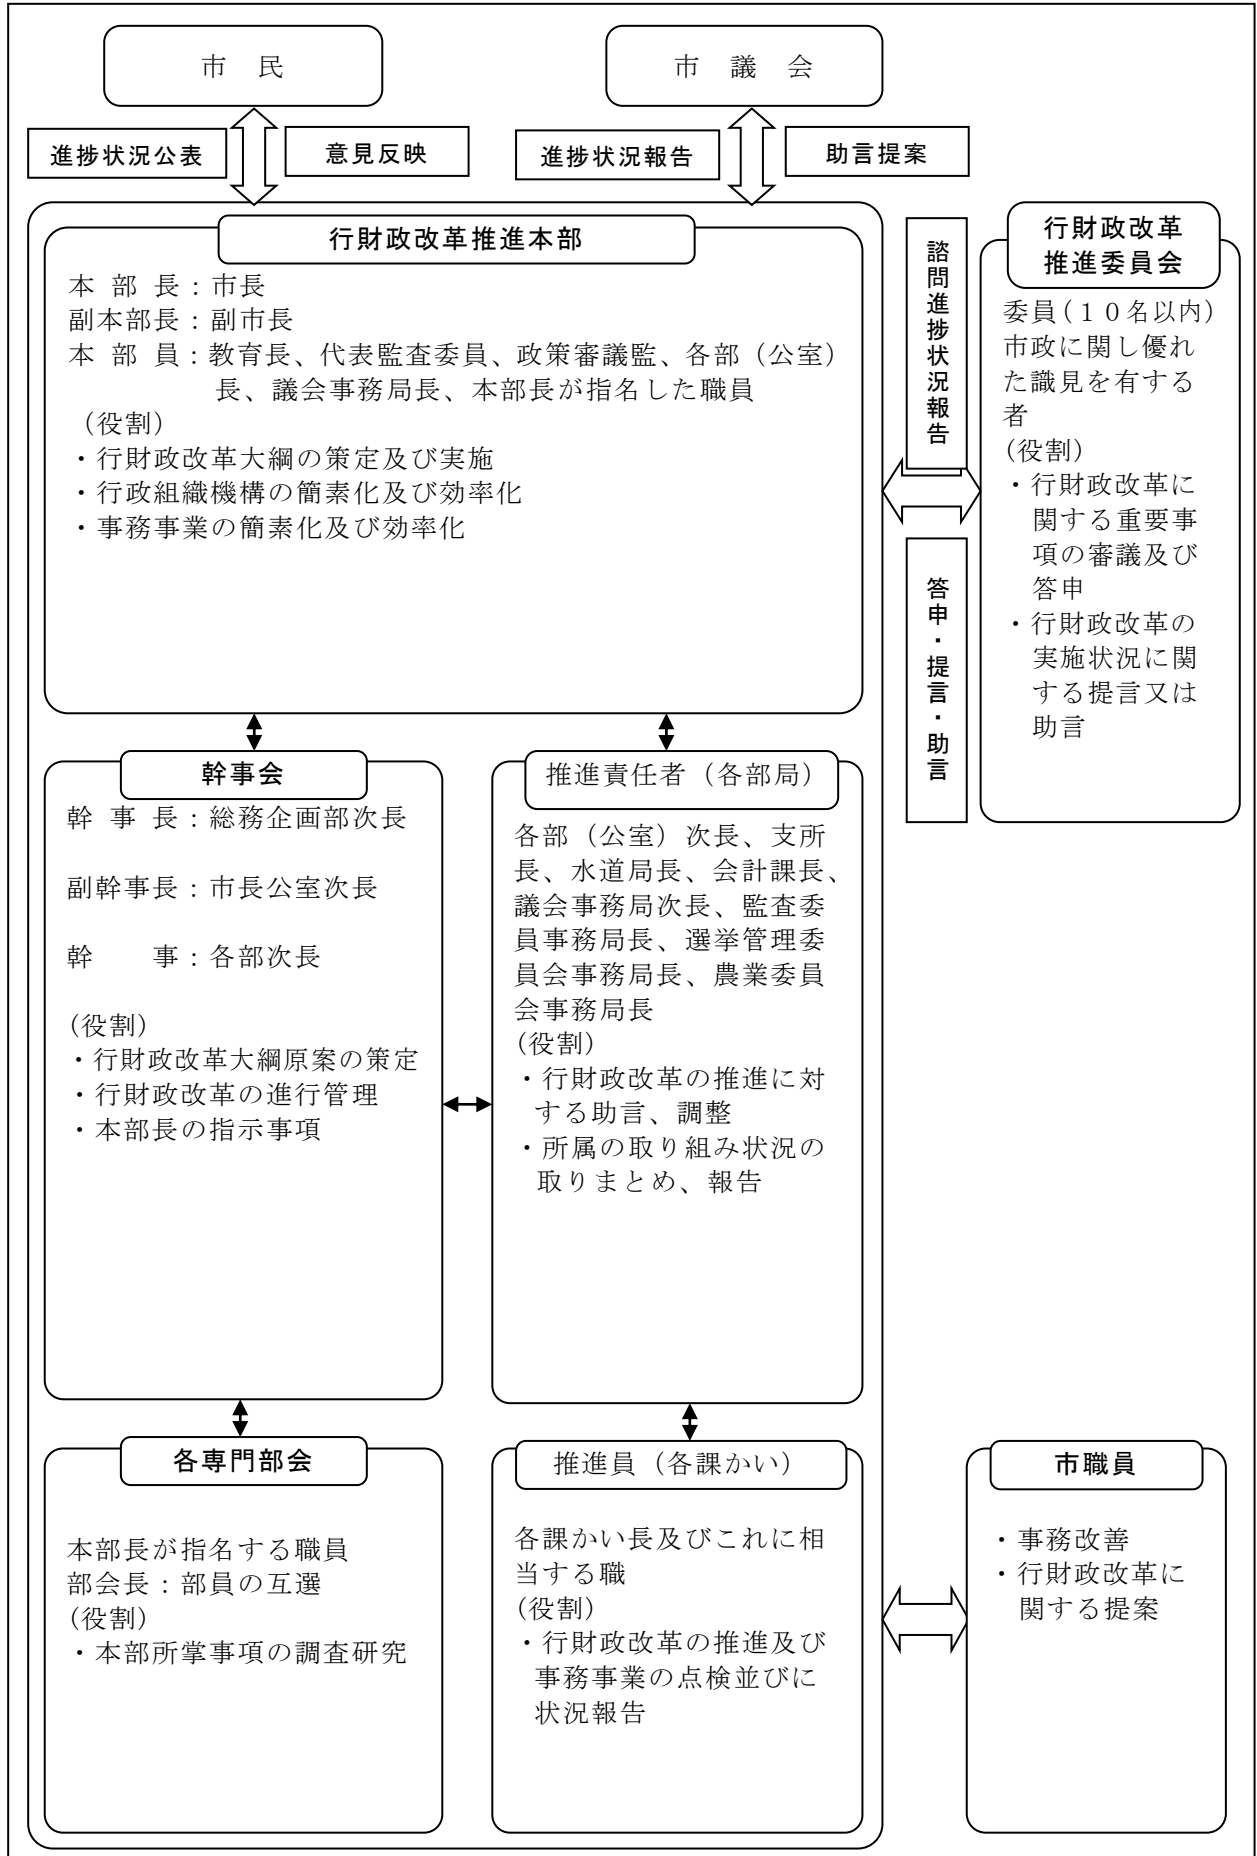 市　民
市　議　会
進捗状況公表
意見反映
進捗状況報告
助言提案
行財政改革推進本部
本 部 長：市長
副本部長：副市長
本 部 員：教育長、代表監査委員、政策審議監、各部（公室）
長、議会事務局長、本部長が指名した職員
（役割）
・行財政改革大綱の策定及び実施
・行政組織機構の簡素化及び効率化
・事務事業の簡素化及び効率化
諮問進捗状況報告
答申・提言・助言
行財政改革
推進委員会
委員（１０名以内）
市政に関し優れ
た識見を有する
者
（役割）
・行財政改革に
関する重要事
項の審議及び
答申
・行財政改革の
実施状況に関
する提言又は
助言
幹事会
幹 事 長：総務企画部次長
副幹事長：市長公室次長
幹　　事：各部次長
（役割）
・行財政改革大綱原案の策定
・行財政改革の進行管理
・本部長の指示事項
推進責任者（各部局）
各部（公室）次長、支所
長、水道局長、会計課長、
議会事務局次長、監査委
員事務局長、選挙管理委
員会事務局長、農業委員
会事務局長
（役割）
・行財政改革の推進に対
する助言、調整
・所属の取り組み状況の
取りまとめ、報告
各専門部会
本部長が指名する職員
部会長：部員の互選
（役割）
・本部所掌事項の調査研究
推進員（各課かい）
各課かい長及びこれに相
当する職
（役割）
・行財政改革の推進及び
事務事業の点検並びに
状況報告
市職員
・事務改善
・行財政改革に
関する提案